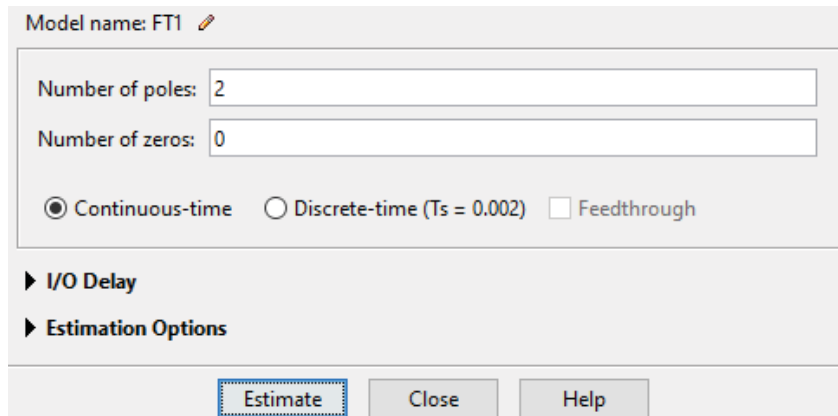 Model name: FT1
Number of poles: 2
Number of zeros: 0
Continuous-time Discrete-time (Ts = 0.002) Feedthrough
I/O Delay
Estimation Options
Estimate Close Help